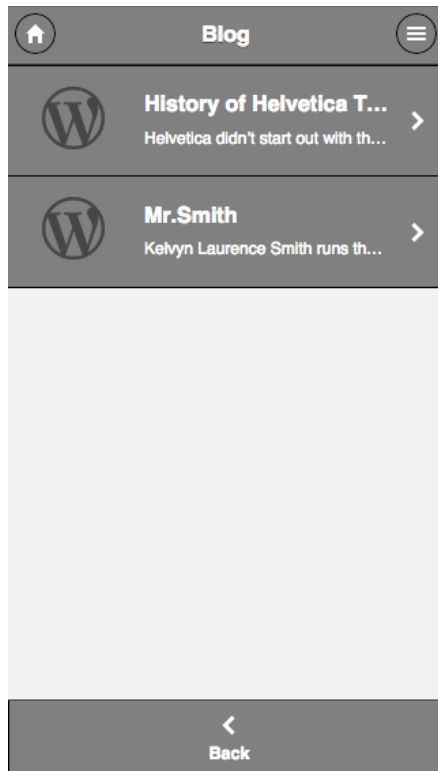 Blog
History of Helvetica T...
Helvetica didn't start out with th...
Mr.Smith
Kelvyn Laurence Smith runs th...
Back